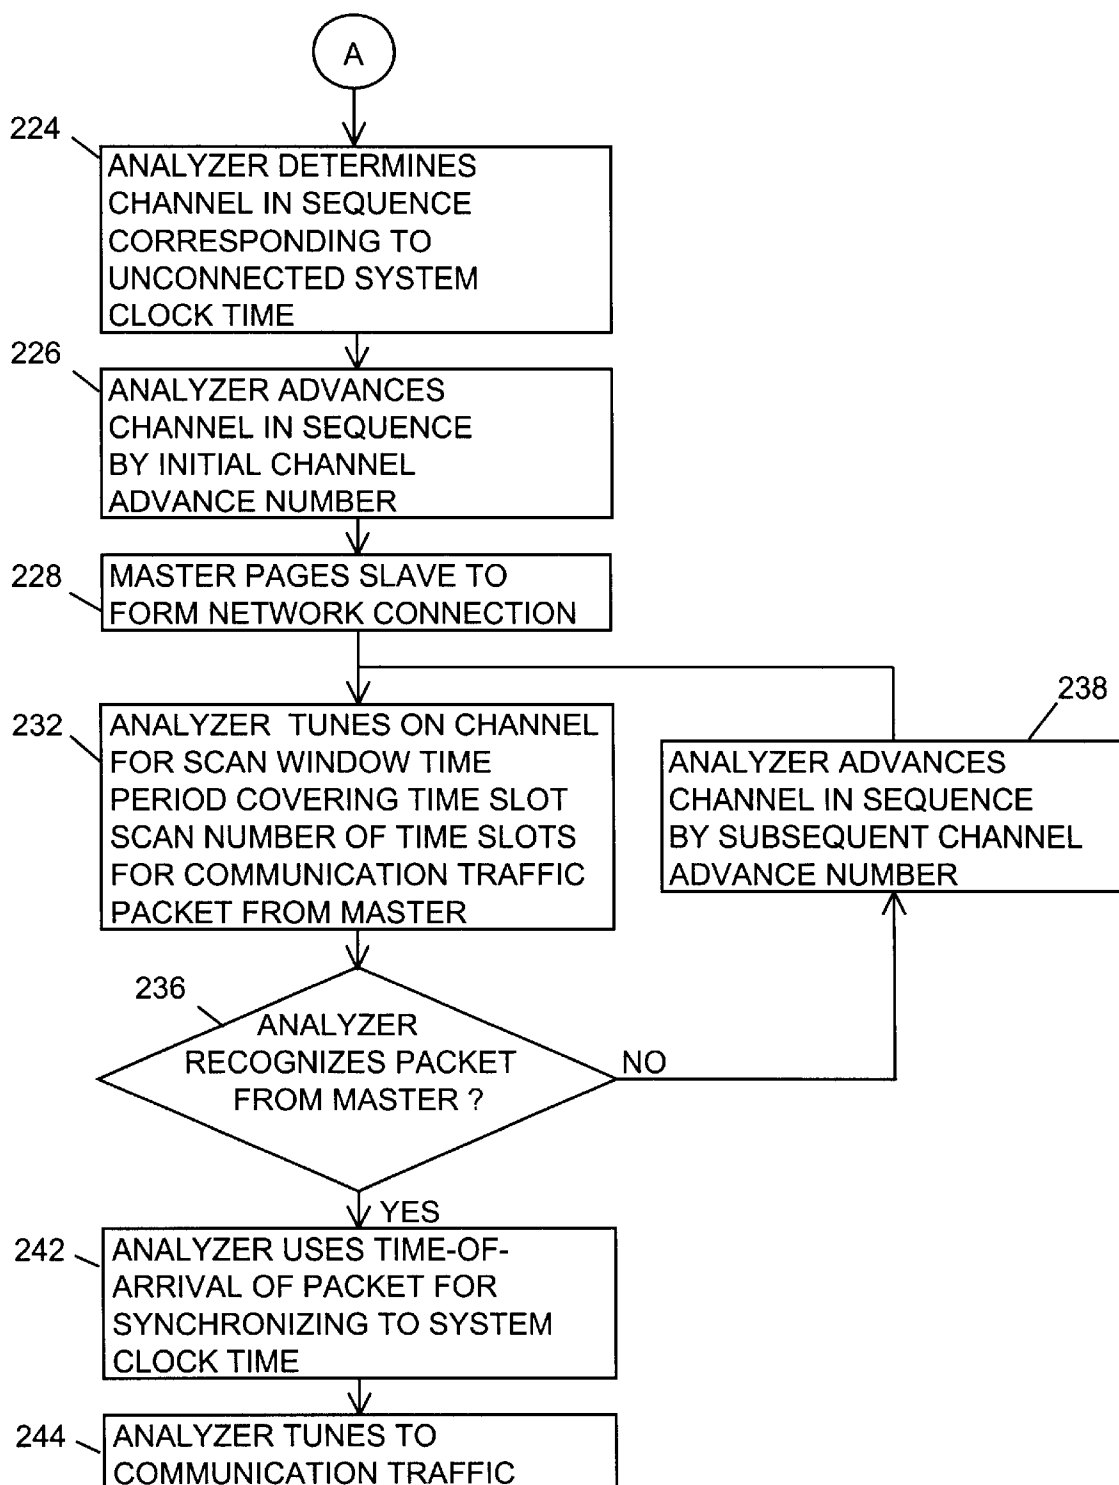 A
224
ANALYZER DETERMINES
CHANNEL IN SEQUENCE
CORRESPONDING TO
UNCONNECTED SYSTEM
CLOCK TIME
226
ANALYZER ADVANCES
CHANNEL IN SEQUENCE
BY INITIAL CHANNEL
ADVANCE NUMBER
228
MASTER PAGES SLAVE TO
FORM NETWORK CONNECTION
232
ANALYZER TUNES ON CHANNEL
FOR SCAN WINDOW TIME
PERIOD COVERING TIME SLOT
SCAN NUMBER OF TIME SLOTS
FOR COMMUNICATION TRAFFIC
PACKET FROM MASTER
238
ANALYZER ADVANCES
CHANNEL IN SEQUENCE
BY SUBSEQUENT CHANNEL
ADVANCE NUMBER
236
ANALYZER
RECOGNIZES PACKET
FROM MASTER ?
NO
YES
242
ANALYZER USES TIME-OF-
ARRIVAL OF PACKET FOR
SYNCHRONIZING TO SYSTEM
CLOCK TIME
244
ANALYZER TUNES TO
COMMUNICATION TRAFFIC